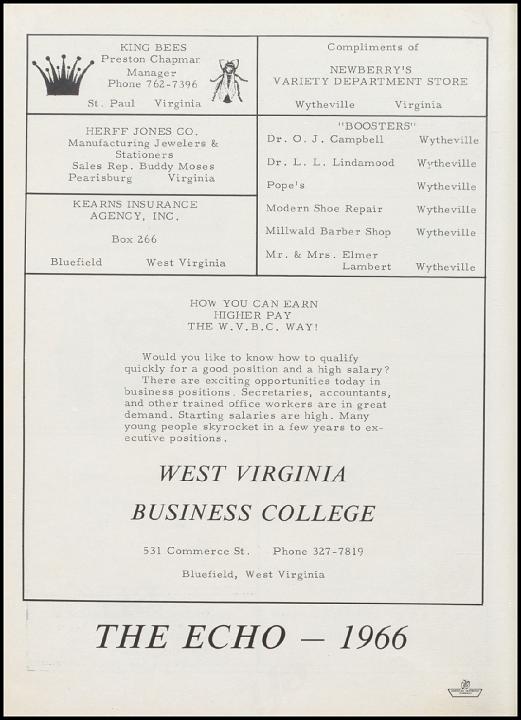 KING BEES
Preston Chapman
Manager
Phone 762-7396
St. Paul Virginia
Compliments of
NEWBERRY'S
VARIETY DEPARTMENT STORE
Wytheville Virginia
HERFF JONES CO.
Manufacturing Jewelers &
Stationers
Sales Rep. Buddy Moses
Pearisburg Virginia
KEARNS INSURANCE
AGENCY, INC.
Box 266
Bluefield West Virginia
"BOOSTERS"
Dr. O. J. Campbell Wytheville
Dr. L. L. Lindamood Wytheville
Pope's Wytheville
Modern Shoe Repair Wytheville
Millwald Barber Shop Wytheville
Mr. & Mrs. Elmer
Lambert Wytheville
HOW YOU CAN EARN
HIGHER PAY
THE W.V.B.C. WAY!
Would you like to know how to qualify
quickly for a good position and a high salary?
There are exciting opportunities today in
business positions. Secretaries, accountants,
and other trained office workers are in great
demand. Starting salaries are high. Many
young people skyrocket in a few years to ex-
ecutive positions.
WEST VIRGINIA
BUSINESS COLLEGE
531 Commerce St. Phone 327-7819
Bluefield, West Virginia
THE ECHO — 1966